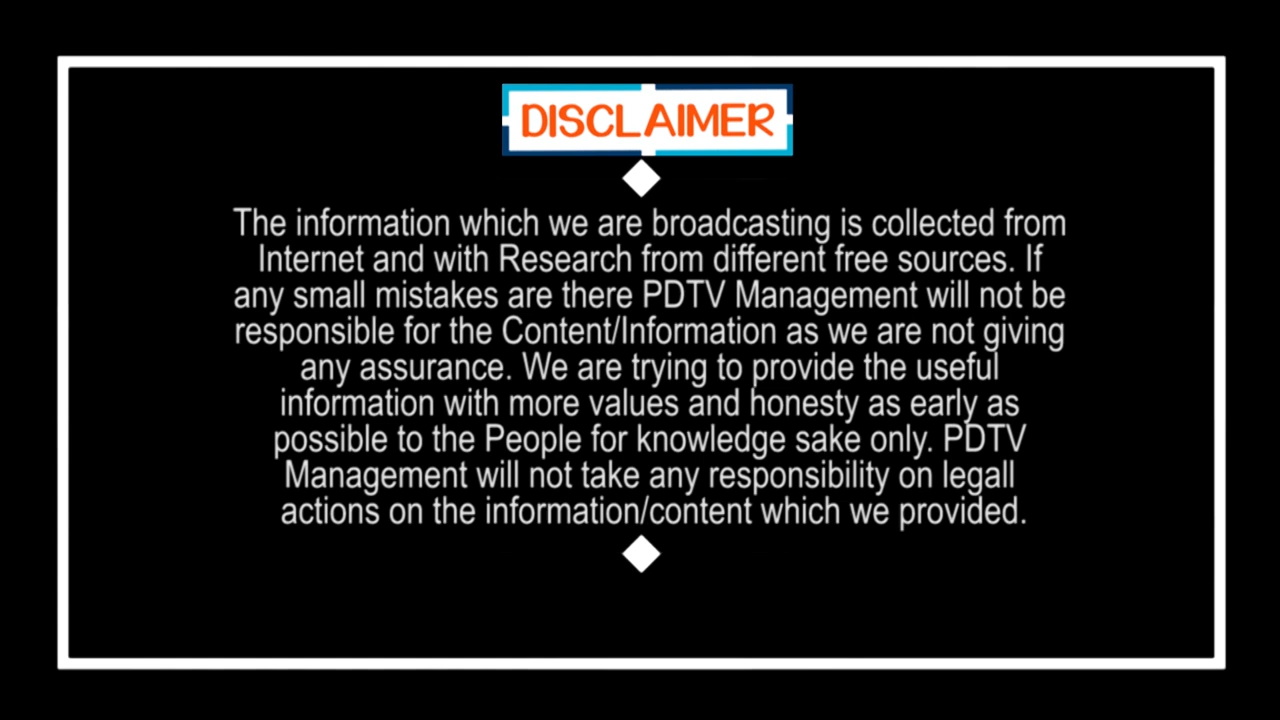 DISCLAIMER
The information which we are broadcasting is collected from
Internet and with Research from different free sources. If
any small mistakes are there PDTV Management will not be
responsible for the Content/Information as we are not giving
any assurance. We are trying to provide the useful
information with more values and honesty as early as
possible to the People for knowledge sake only. PDTV
Management will not take any responsibility on legall
actions on the information/content which we provided.